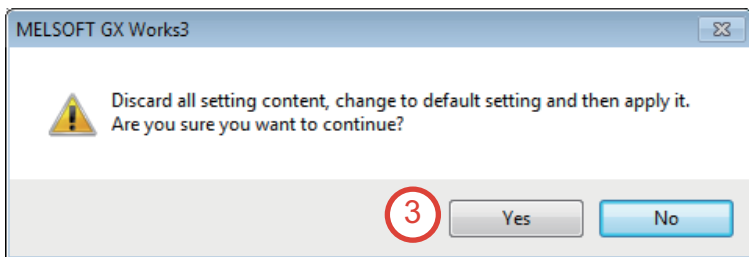 MELSOFT GX Works3
Discard all setting content, change to default setting and then apply it.
Are you sure you want to continue?
3
Yes No